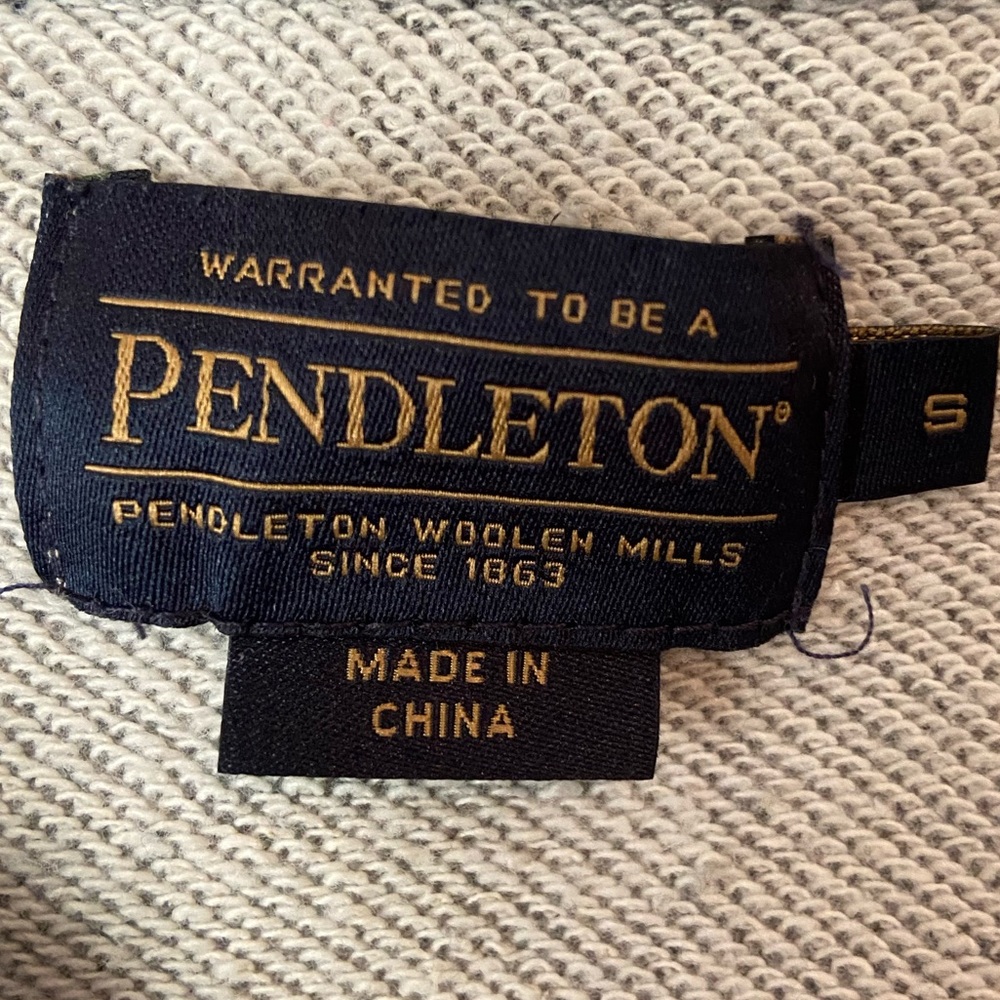 WARRANTED TO BE A
PENDLETON®
PENDLETON WOOLEN MILLS
SINCE 1863
S
MADE IN
CHINA